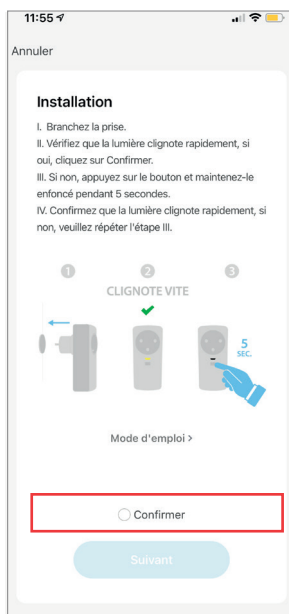 11:55
Annuler
Installation
I. Branchez la prise.
II. Vérifiez que la lumière clignote rapidement, si
oui, cliquez sur Confirmer.
III. Si non, appuyez sur le bouton et maintenez-le
enfoncé pendant 5 secondes.
IV. Confirmez que la lumière clignote rapidement, si
non, veuillez répéter l'étape III.
1 2 3
CLIGNOTE VITE
5
SEC.
Mode d'emploi >
Confirmer
Suivant